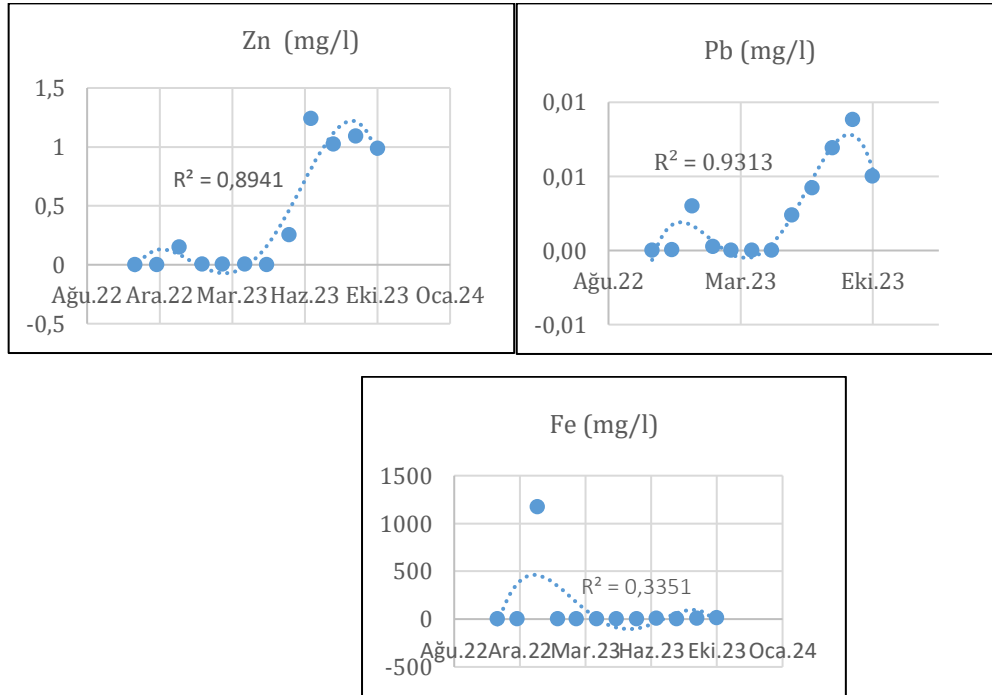 Zn (mg/l)
1,5
1
R² = 0,8941
0,5
0
Ağu.22 Ara.22 Mar.23 Haz.23 Eki.23 Oca.24
-0,5
Pb (mg/l)
0,01
R² = 0.9313
0,01
0,00
Ağu.22 Mar.23 Eki.23
-0,01
Fe (mg/l)
1500
1000
500
R² = 0,3351
0
Ağu.22 Ara.22 Mar.23 Haz.23 Eki.23 Oca.24
-500